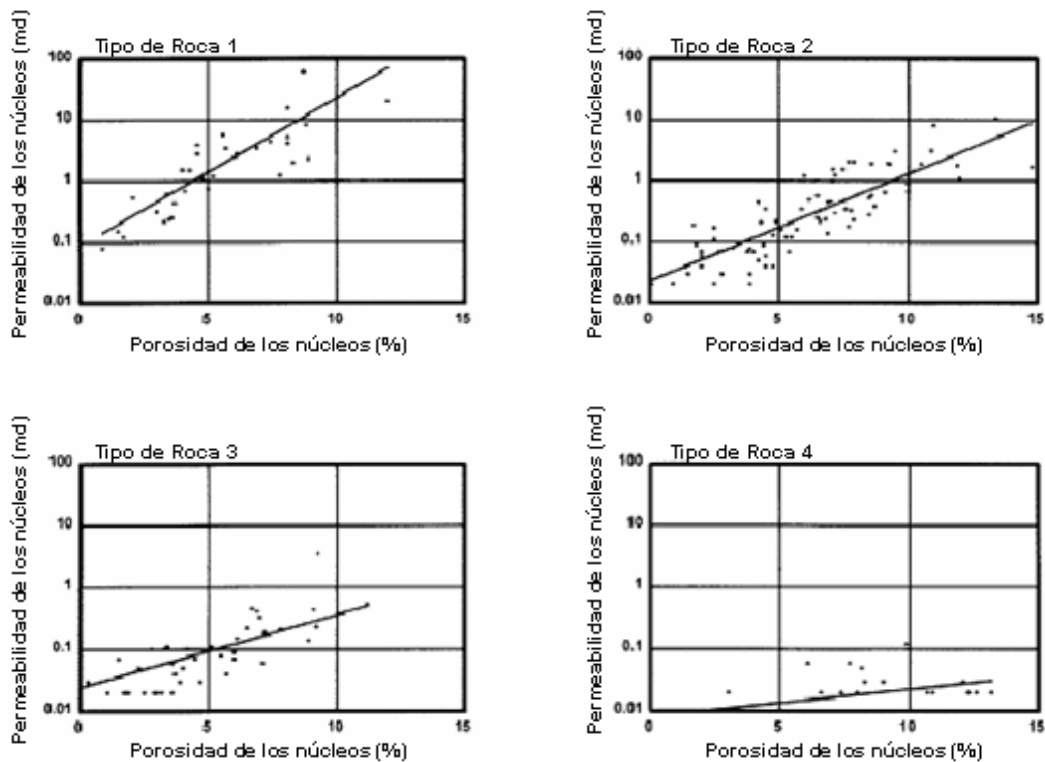 Tipo de Roca 1
Permeabilidad de los núcleos (md)
100
10
1
0.1
0.01
0 5 10 15
Porosidad de los núcleos (%)
Tipo de Roca 2
Permeabilidad de los núcleos (md)
100
10
1
0.1
0.01
0 5 10 15
Porosidad de los núcleos (%)
Tipo de Roca 3
Permeabilidad de los núcleos (md)
100
10
1
0.1
0.01
0 5 10 15
Porosidad de los núcleos (%)
Tipo de Roca 4
Permeabilidad de los núcleos (md)
100
10
1
0.1
0.01
0 5 10 15
Porosidad de los núcleos (%)